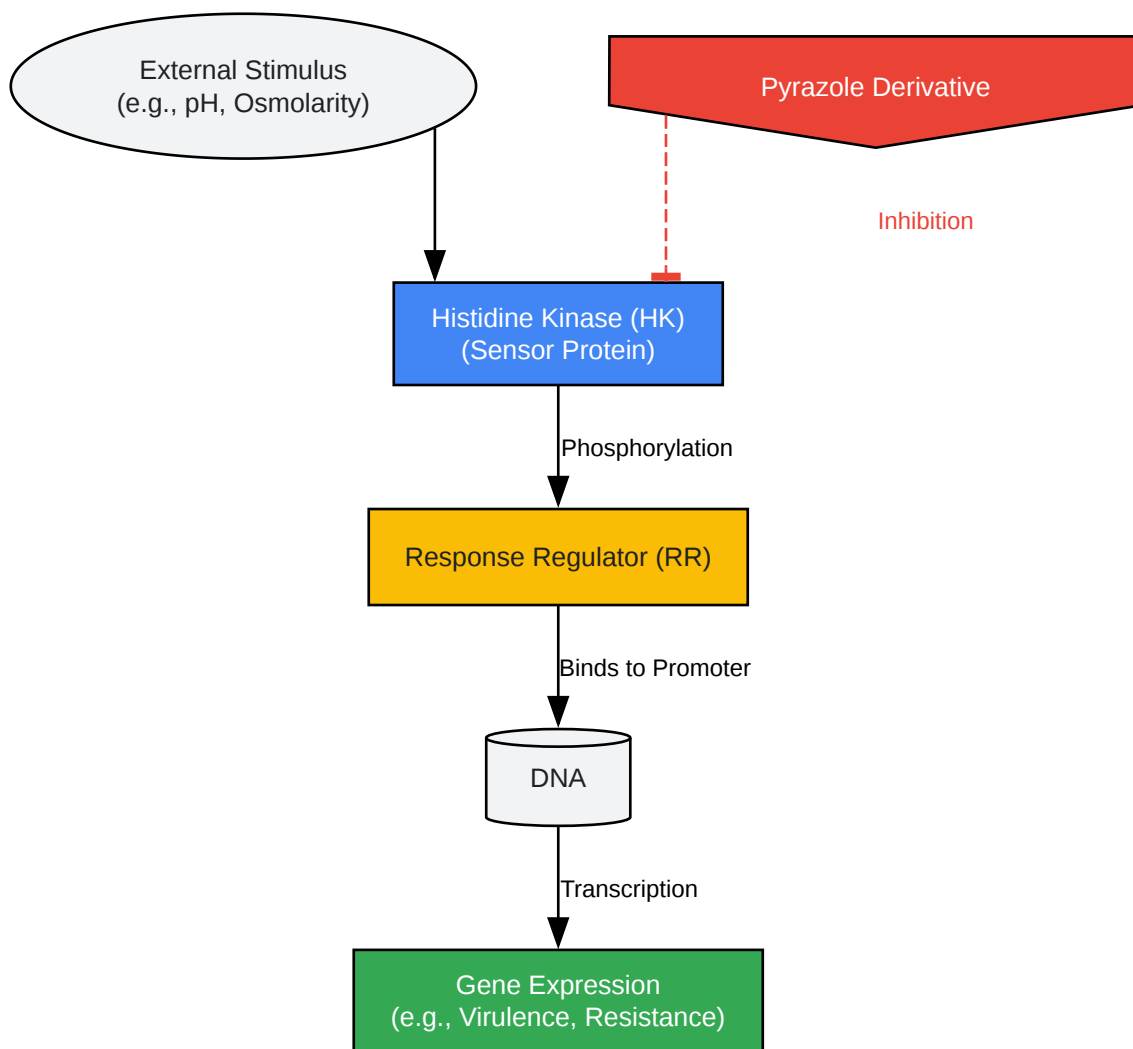 External Stimulus
(e.g., pH, Osmolarity)
Pyrazole Derivative
Inhibition
Histidine Kinase (HK)
(Sensor Protein)
Phosphorylation
Response Regulator (RR)
Binds to Promoter
DNA
Transcription
Gene Expression
(e.g., Virulence, Resistance)